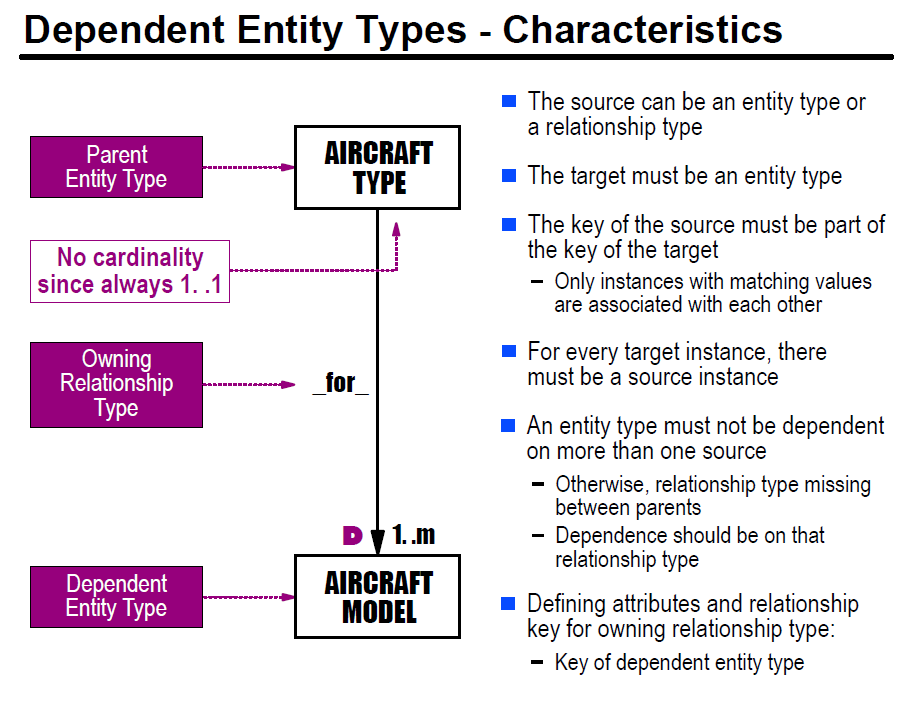 Dependent Entity Types - Characteristics
Parent
Entity Type
AIRCRAFT
TYPE
No cardinality
since always 1. .1
Owning
Relationship
Type
_for_
D 1. .m
Dependent
Entity Type
AIRCRAFT
MODEL
The source can be an entity type or
a relationship type
The target must be an entity type
The key of the source must be part of
the key of the target
– Only instances with matching values
are associated with each other
For every target instance, there
must be a source instance
An entity type must not be dependent
on more than one source
– Otherwise, relationship type missing
between parents
– Dependence should be on that
relationship type
Defining attributes and relationship
key for owning relationship type:
– Key of dependent entity type